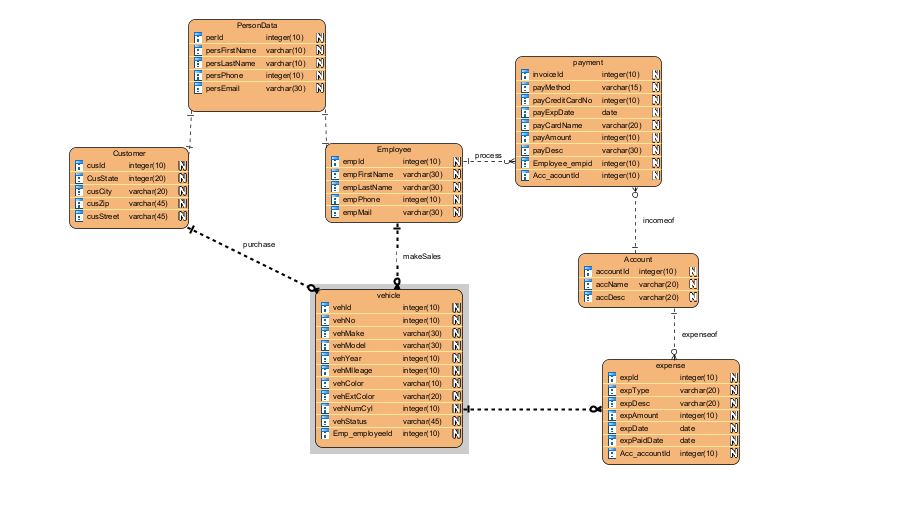 PersonData
perId integer(10) N
persFirstName varchar(10) N
persLastName varchar(10) N
persPhone integer(10) N
persEmail varchar(30) N
payment
invoiceId integer(10) N
payMethod varchar(15) N
payCreditCardNo integer(10) N
payExpDate date N
payCardName varchar(20) N
payAmount integer(10) N
payDesc varchar(30) N
Employee_empid integer(10) N
Acc_acountId integer(10) N
Customer
cusId integer(10) N
CusState integer(20) N
cusCity varchar(20) N
cusZip varchar(45) N
cusStreet varchar(45) N
Employee
empId integer(10) N
empFirstName varchar(30) N
empLastName varchar(30) N
empPhone integer(10) N
empMail varchar(30) N
process
incomeof
purchase
makeSales
Account
accountId integer(10) N
accName varchar(20) N
accDesc varchar(20) N
expenseof
vehicle
vehId integer(10) N
vehNo integer(10) N
vehMake varchar(30) N
vehModel varchar(30) N
vehYear integer(10) N
vehMileage integer(10) N
vehColor varchar(10) N
vehExtColor varchar(20) N
vehNumCyl integer(10) N
vehStatus varchar(45) N
Emp_employeeId integer(10) N
expense
expId integer(10) N
expType varchar(20) N
expDesc varchar(20) N
expAmount integer(10) N
expDate date N
expPaidDate date N
Acc_accountId integer(10) N